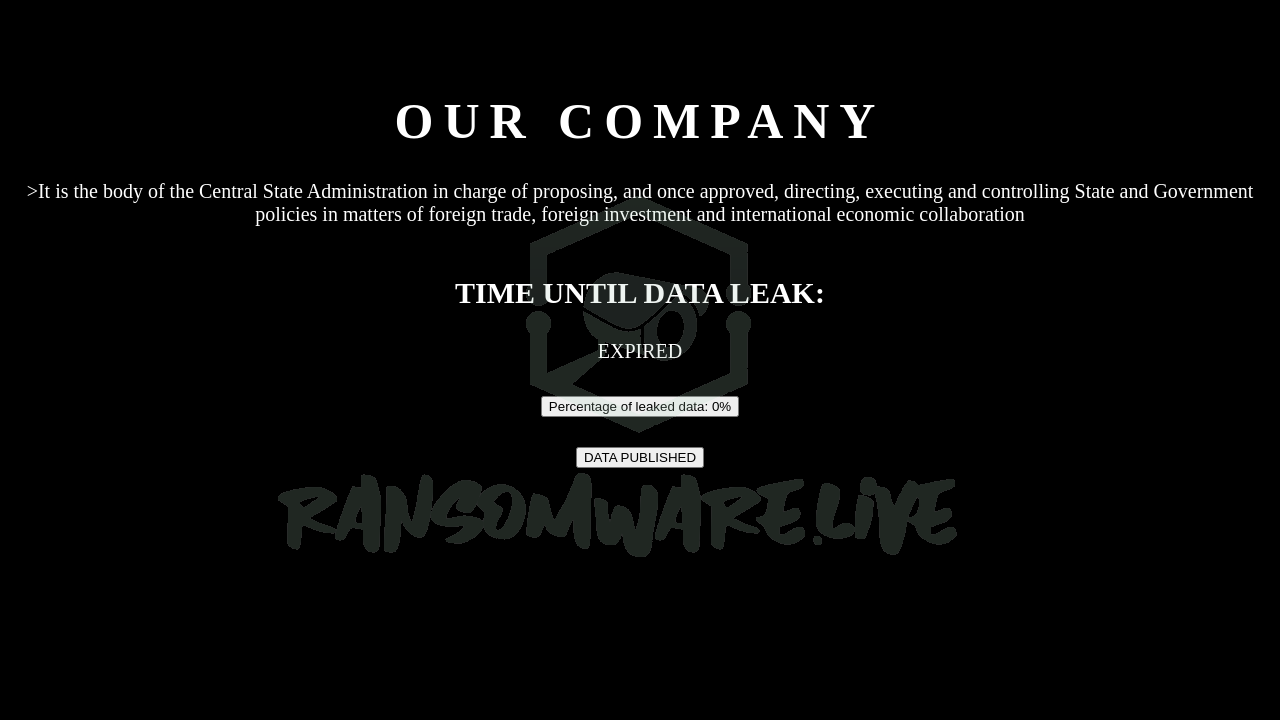 OUR COMPANY
>It is the body of the Central State Administration in charge of proposing, and once approved, directing, executing and controlling State and Government
policies in matters of foreign trade, foreign investment and international economic collaboration
TIME UNTIL DATA LEAK:
EXPIRED
Percentage of leaked data: 0%
DATA PUBLISHED
RANSOMWARE.LIVE